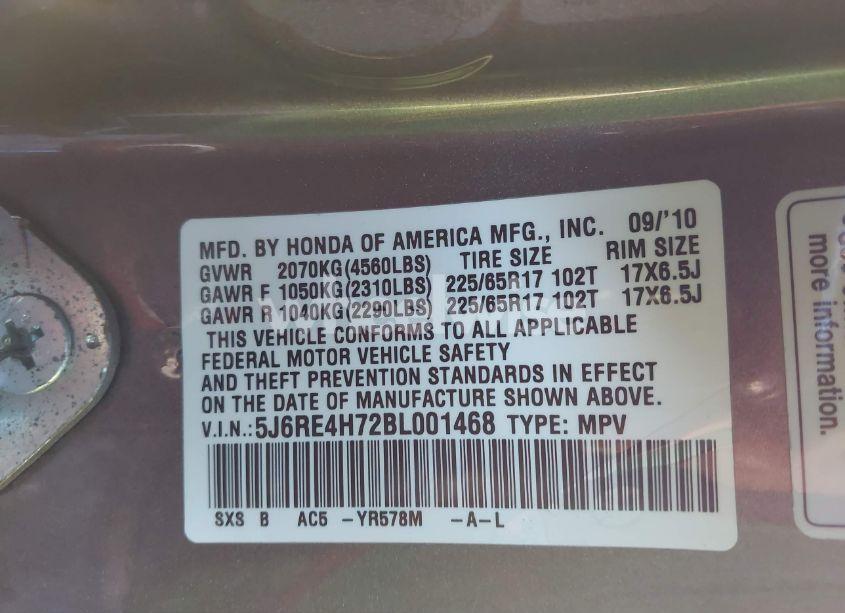 MFD. BY HONDA OF AMERICA MFG., INC. 09/'10
GVWR 2070KG(4560LBS) TIRE SIZE RIM SIZE
GAWR F 1050KG(2310LBS) 225/65R17 102T 17X6.5J
GAWR R 1040KG(2290LBS) 225/65R17 102T 17X6.5J
THIS VEHICLE CONFORMS TO ALL APPLICABLE
FEDERAL MOTOR VEHICLE SAFETY
AND THEFT PREVENTION STANDARDS IN EFFECT
ON THE DATE OF MANUFACTURE SHOWN ABOVE.
V.I.N.: 5J6RE4H72BL001468 TYPE: MPV
SXS B AC5 -YR578M -A-L
more information.